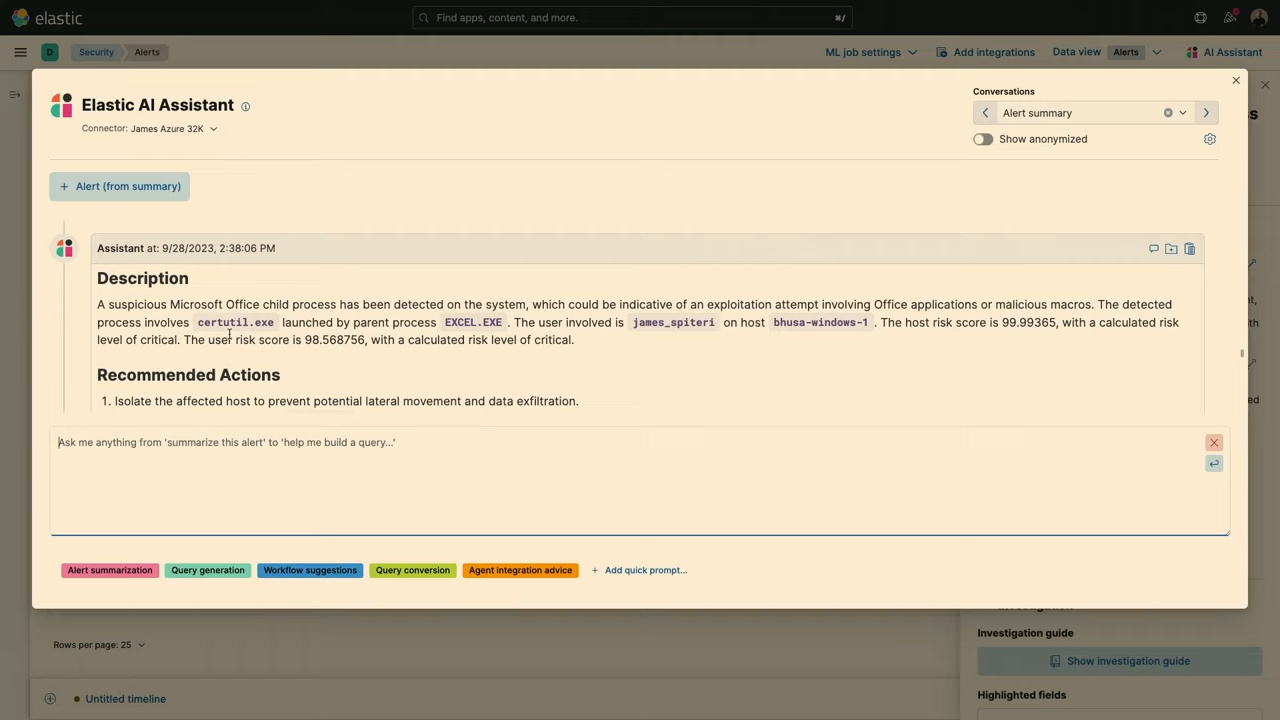 elastic
Find apps, content, and more.
⌘/
D
Security
Alerts
ML job settings
Add integrations
Data view
Alerts
AI Assistant
Elastic AI Assistant
Connector: James Azure 32K
Conversations
Alert summary
Show anonymized
+ Alert (from summary)
Assistant at: 9/28/2023, 2:38:06 PM
Description
A suspicious Microsoft Office child process has been detected on the system, which could be indicative of an exploitation attempt involving Office applications or malicious macros. The detected
process involves certutil.exe launched by parent process EXCEL.EXE . The user involved is james_spiteri on host bhusa-windows-1 . The host risk score is 99.99365, with a calculated risk
level of critical. The user risk score is 98.568756, with a calculated risk level of critical.
Recommended Actions
1. Isolate the affected host to prevent potential lateral movement and data exfiltration.
Ask me anything from 'summarize this alert' to 'help me build a query...'
Alert summarization
Query generation
Workflow suggestions
Query conversion
Agent integration advice
+ Add quick prompt...
Rows per page: 25
Investigation guide
Show investigation guide
Highlighted fields
Untitled timeline